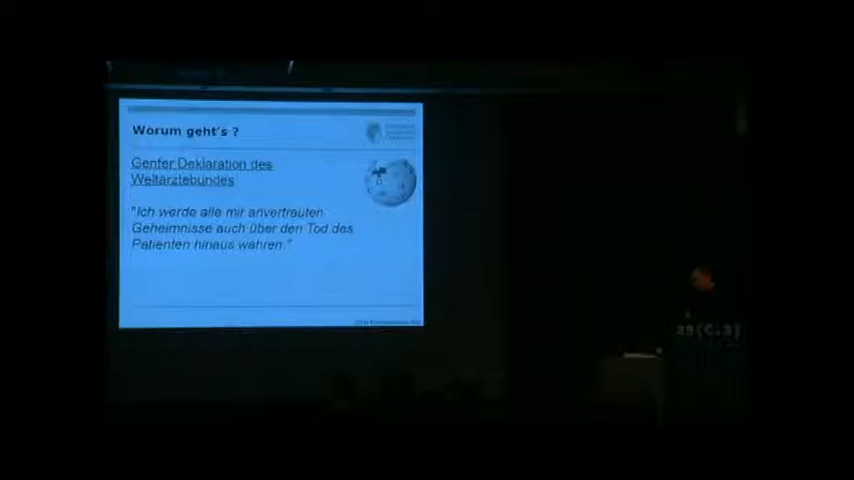 Worum geht's ?
Genfer Deklaration des
Weltärztebundes
"Ich werde alle mir anvertrauten
Geheimnisse auch über den Tod des
Patienten hinaus wahren."